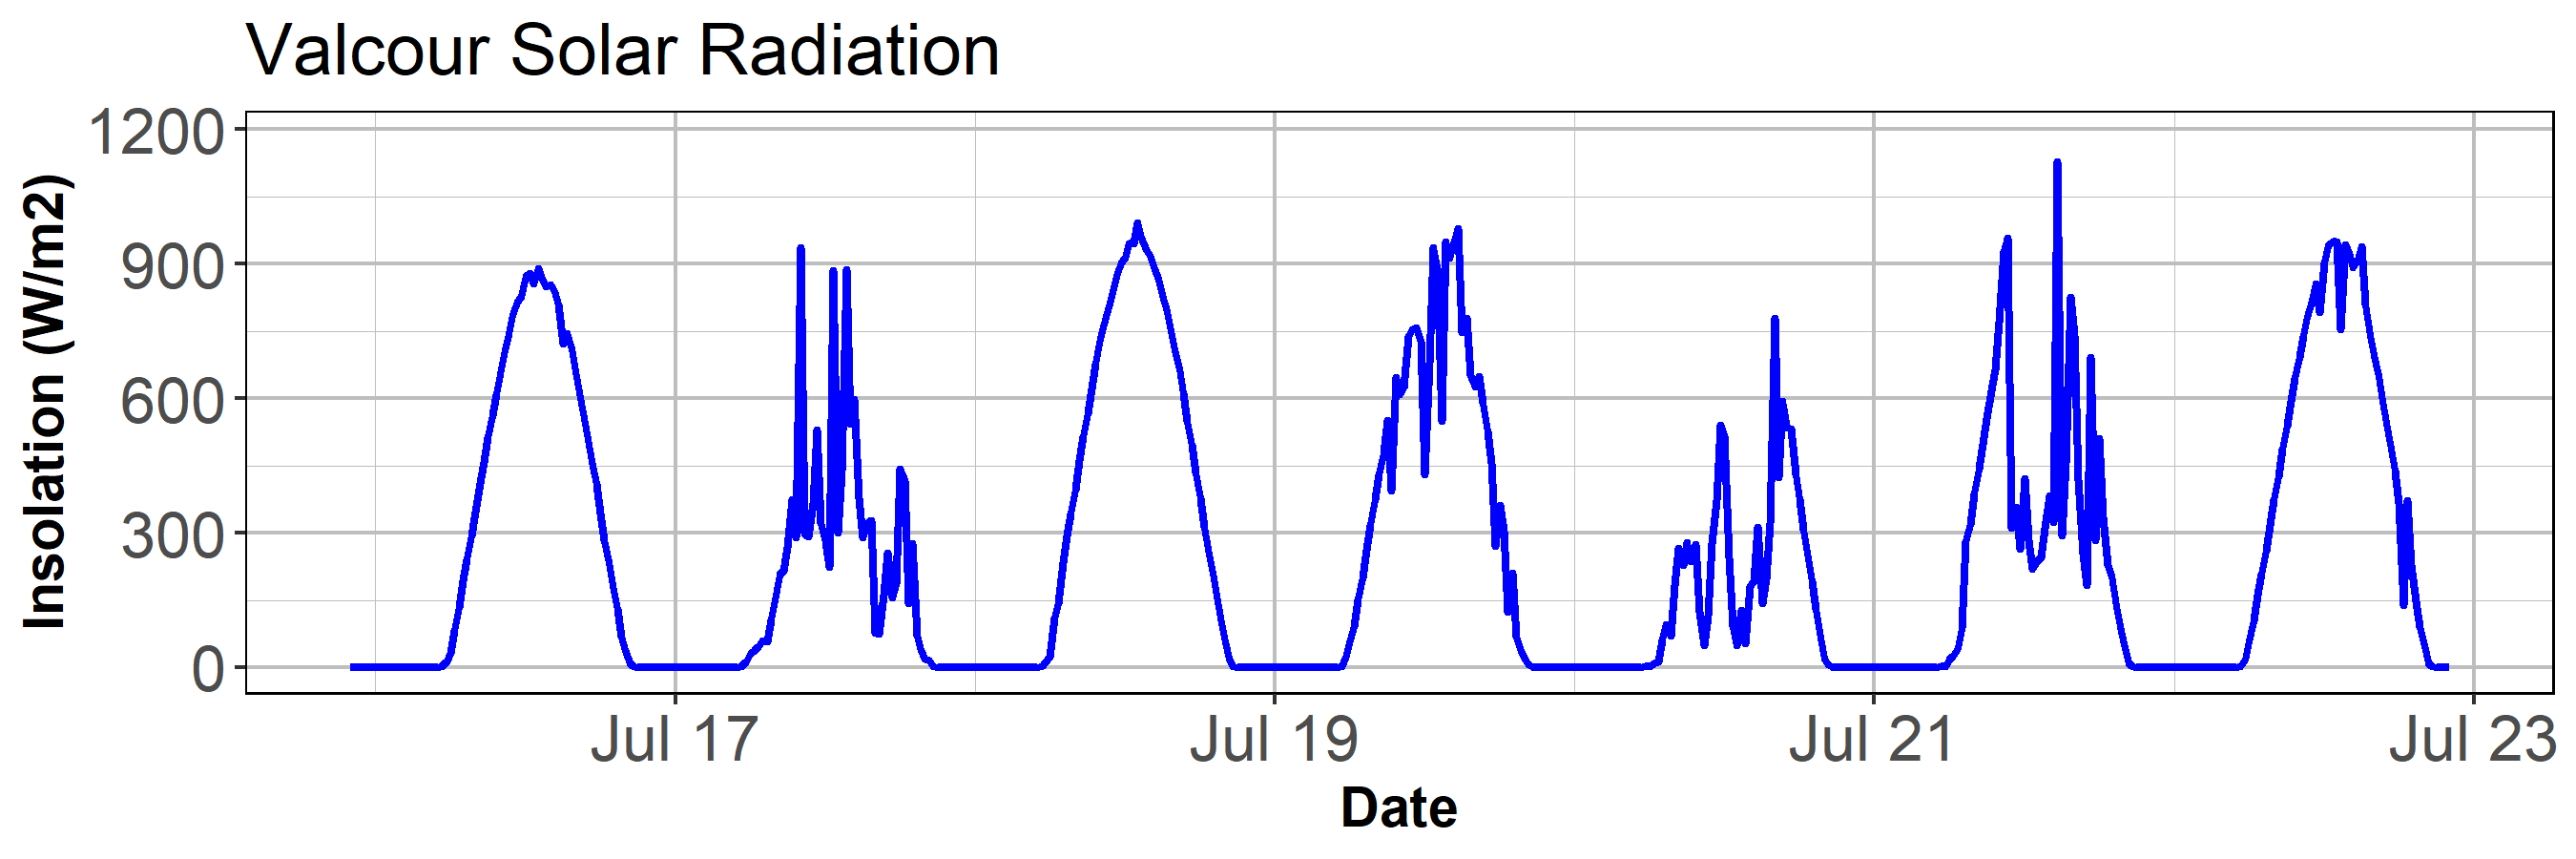 Valcour Solar Radiation
1200
900
600
300
0
Insolation (W/m2)
Jul 17
Jul 19
Jul 21
Jul 23
Date